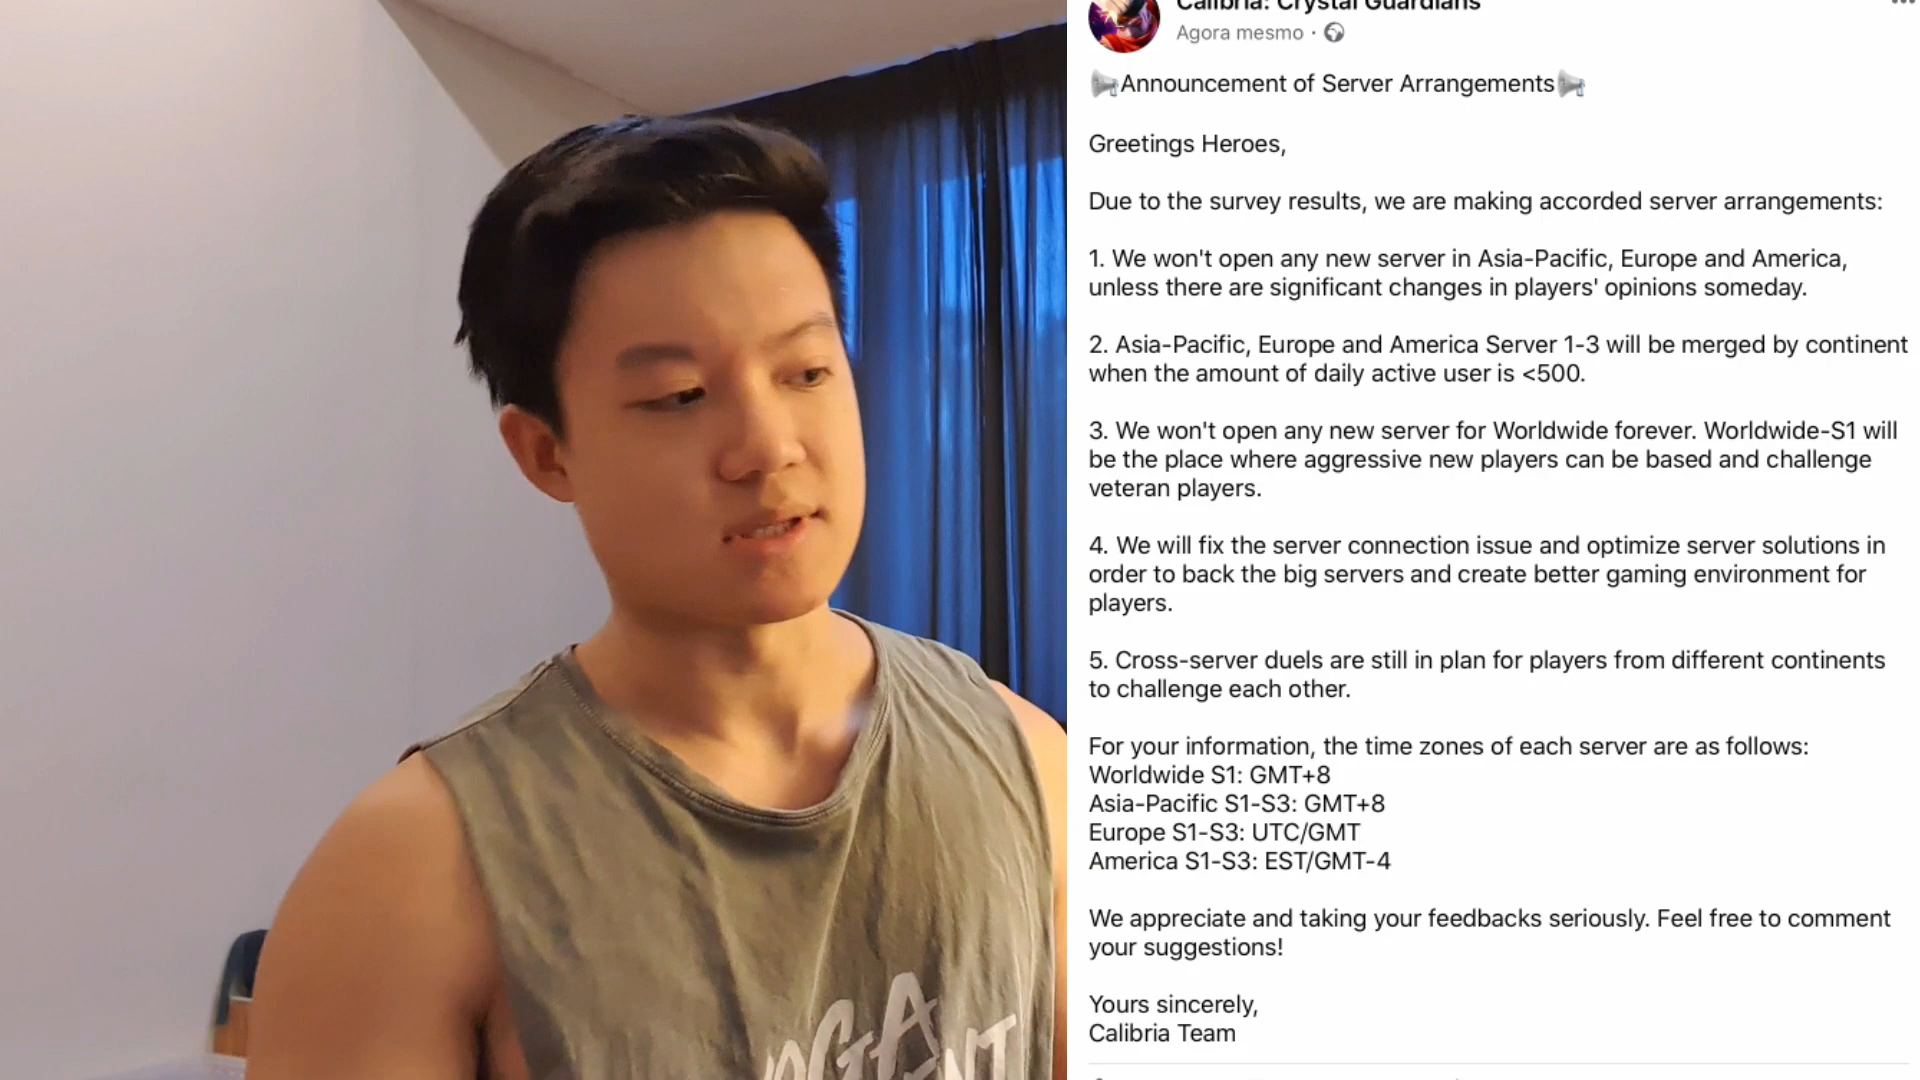 Calibria: Crystal Guardians
Agora mesmo ·
Announcement of Server Arrangements
Greetings Heroes,
Due to the survey results, we are making accorded server arrangements:
1. We won't open any new server in Asia-Pacific, Europe and America,
unless there are significant changes in players' opinions someday.
2. Asia-Pacific, Europe and America Server 1-3 will be merged by continent
when the amount of daily active user is <500.
3. We won't open any new server for Worldwide forever. Worldwide-S1 will
be the place where aggressive new players can be based and challenge
veteran players.
4. We will fix the server connection issue and optimize server solutions in
order to back the big servers and create better gaming environment for
players.
5. Cross-server duels are still in plan for players from different continents
to challenge each other.
For your information, the time zones of each server are as follows:
Worldwide S1: GMT+8
Asia-Pacific S1-S3: GMT+8
Europe S1-S3: UTC/GMT
America S1-S3: EST/GMT-4
We appreciate and taking your feedbacks seriously. Feel free to comment
your suggestions!
Yours sincerely,
Calibria Team